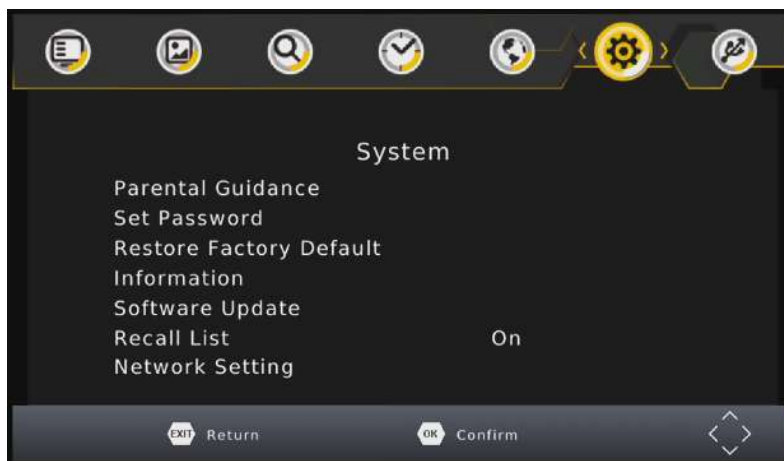 System
Parental Guidance
Set Password
Restore Factory Default
Information
Software Update
Recall List On
Network Setting
EXIT Return OK Confirm